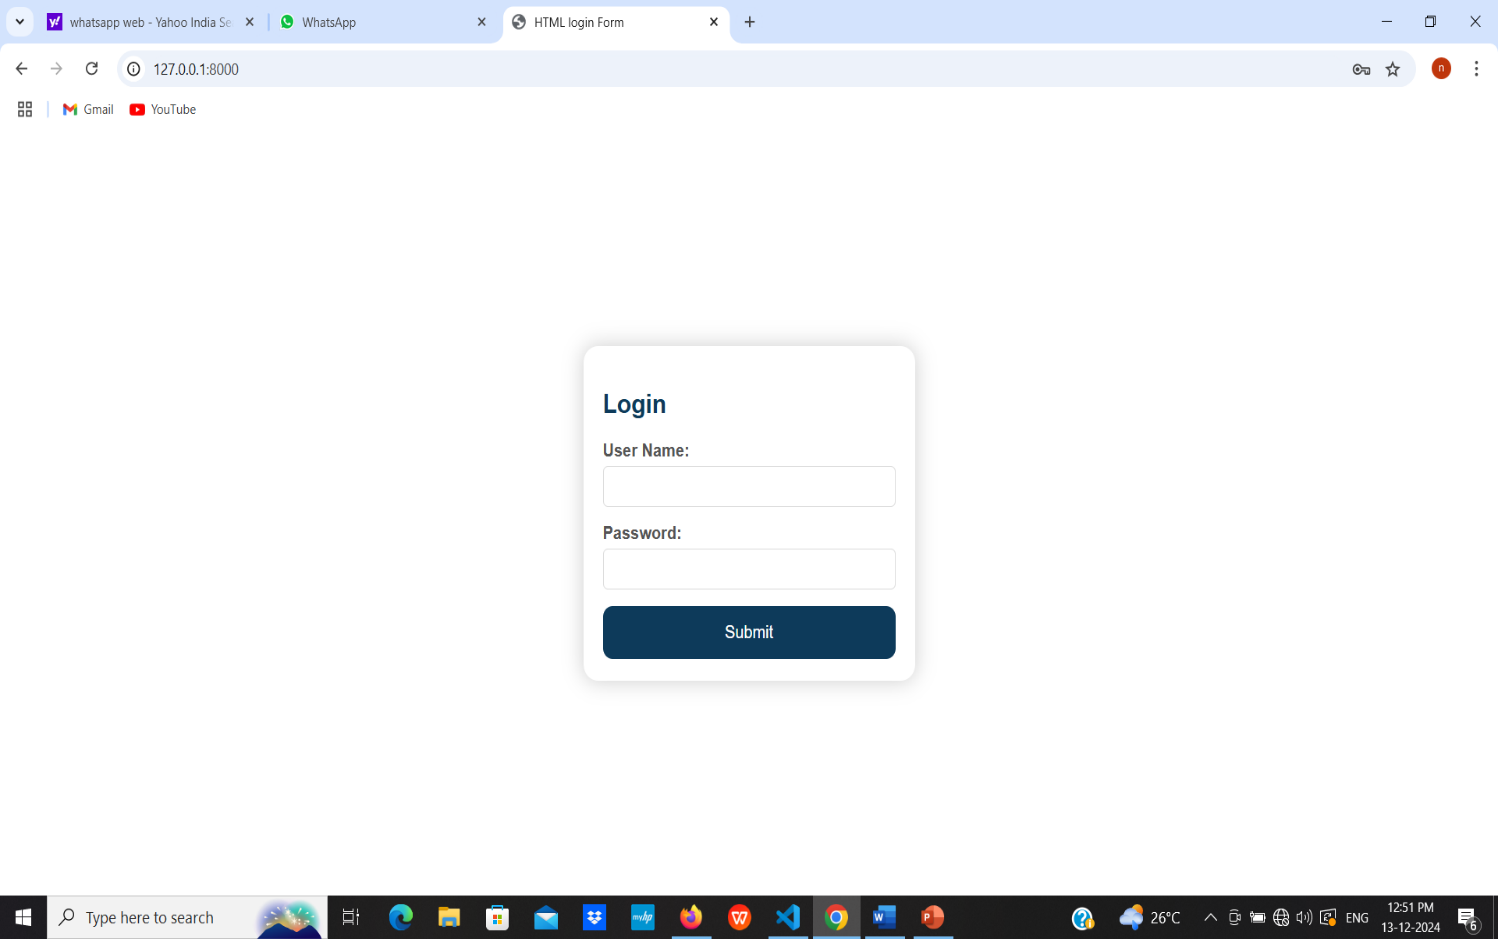 whatsapp web - Yahoo India Se
WhatsApp
HTML login Form
127.0.0.1:8000
n
Gmail
YouTube
Login
User Name:
Password:
Submit
Type here to search
26°C
ENG
12:51 PM
13-12-2024
6